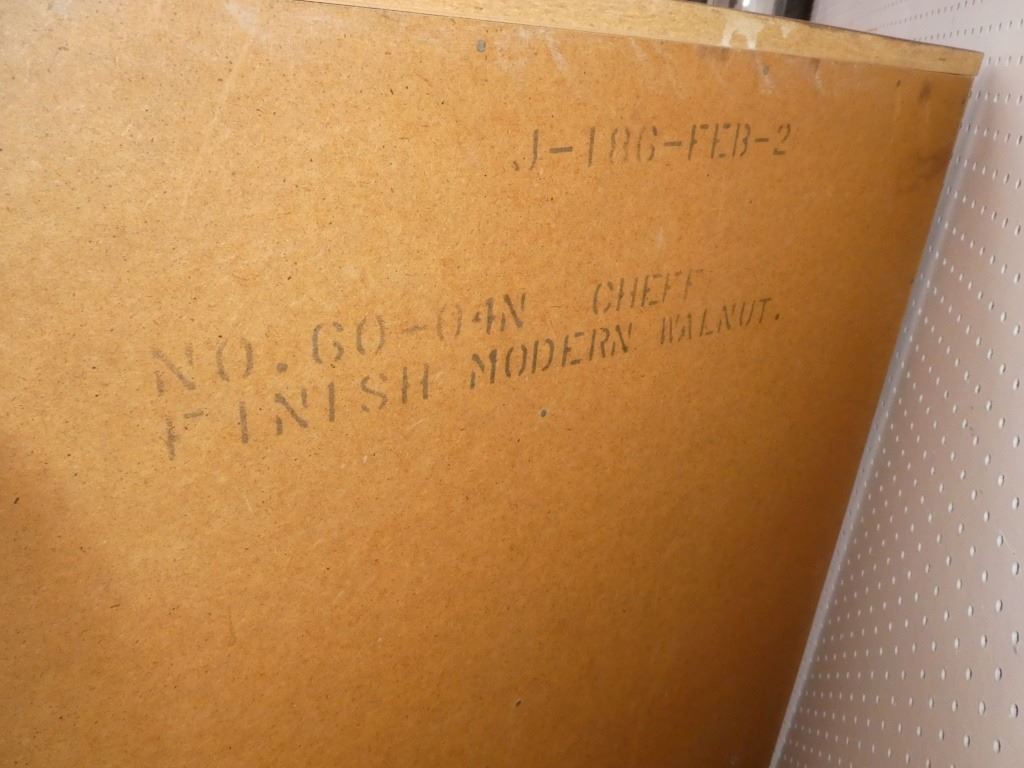 J-186-FEB-2
NO. 60-04N CHEFF
FINISH MODERN WALNUT.